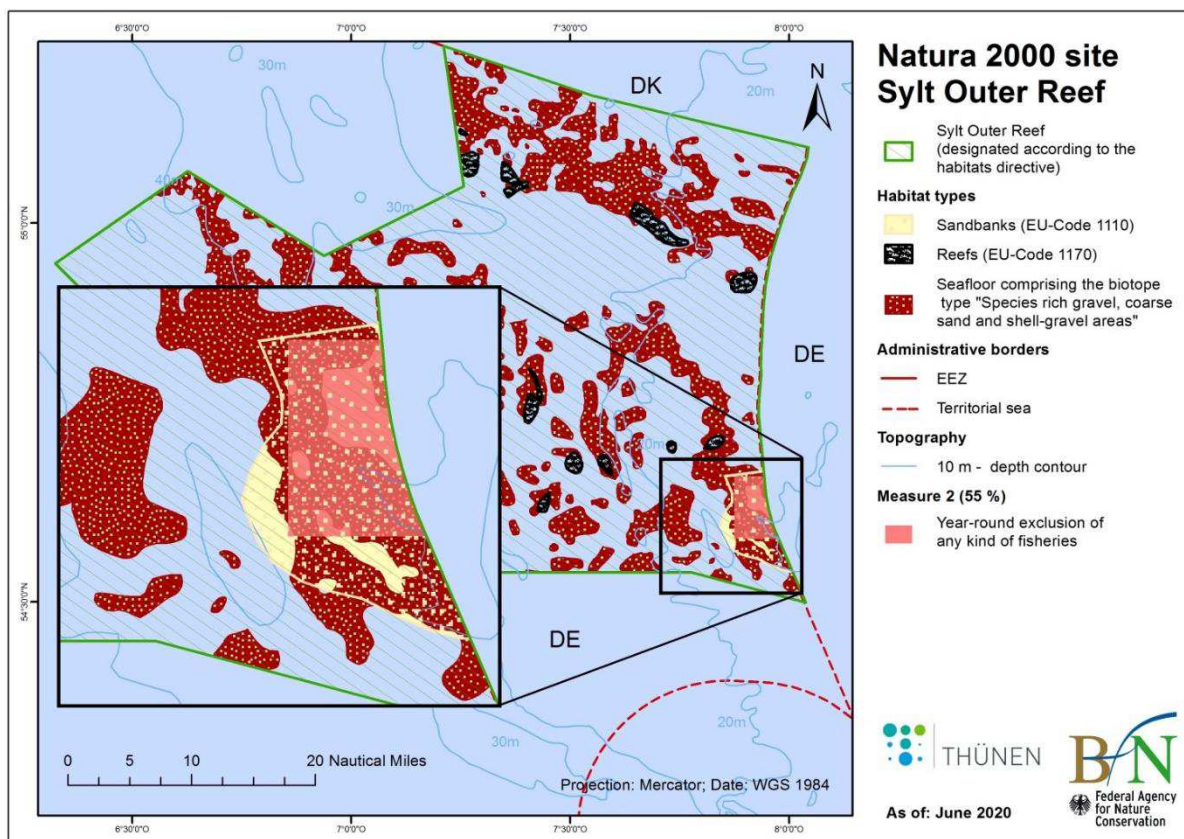 6°30'0"O
7°0'0"O
7°30'0"O
8°0'0"O
30m
DK
N
20m
40m
30m
55°0'0"N
DE
54°30'0"N
DE
20m
30m
0 5 10 20 Nautical Miles
Projection: Mercator; Date: WGS 1984
6°30'0"O
7°0'0"O
7°30'0"O
8°0'0"O
Natura 2000 site
Sylt Outer Reef
Sylt Outer Reef
(designated according to the
habitats directive)
Habitat types
Sandbanks (EU-Code 1110)
Reefs (EU-Code 1170)
Seafloor comprising the biotope
type "Species rich gravel, coarse
sand and shell-gravel areas"
Administrative borders
EEZ
Territorial sea
Topography
10 m - depth contour
Measure 2 (55 %)
Year-round exclusion of
any kind of fisheries
THÜNEN
BfN
Federal Agency
for Nature
Conservation
As of: June 2020